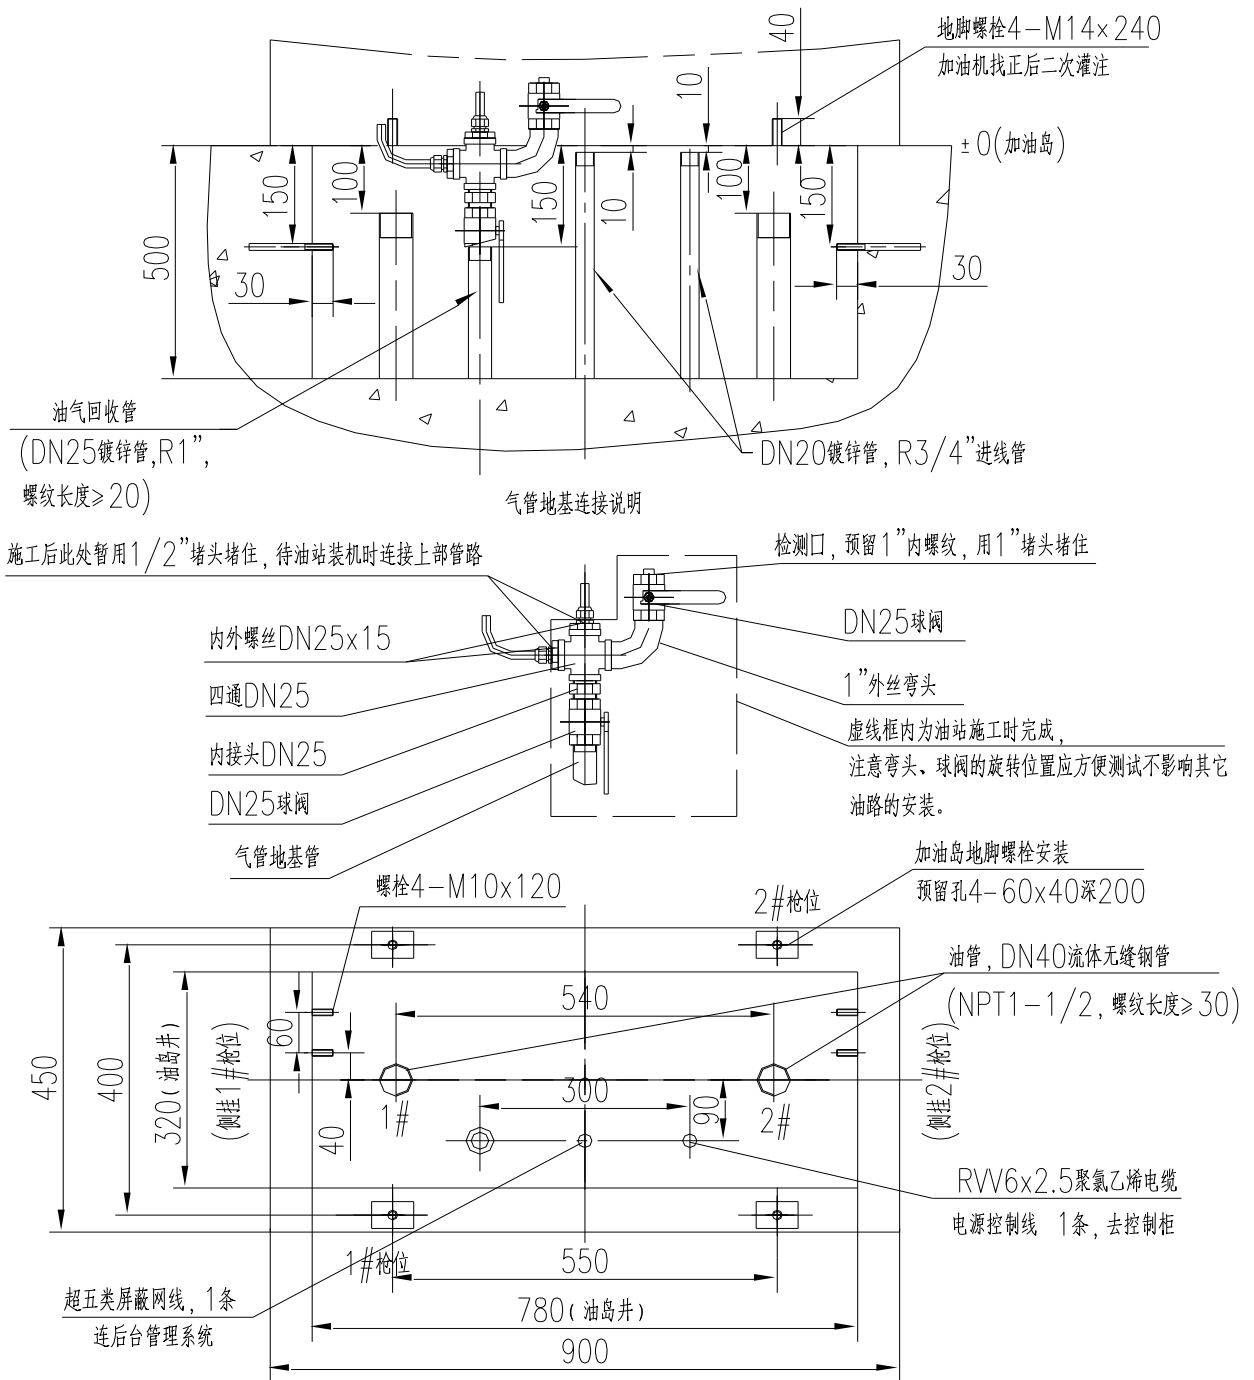 40
地脚螺栓4-M14×240
加油机找正后二次灌注
10
±0(加油岛)
500
150
100
150
10
100
150
30
30
油气回收管
(DN25镀锌管,R1”,
螺纹长度≥20)
DN20镀锌管, R3/4”进线管
气管地基连接说明
施工后此处暂用1/2”堵头堵住, 待油站装机时连接上部管路
检测口, 预留1”内螺纹, 用1”堵头堵住
内外螺丝DN25x15
DN25球阀
四通DN25
1”外丝弯头
内接头DN25
虚线框内为油站施工时完成,
注意弯头、球阀的旋转位置应方便测试不影响其它
油路的安装。
DN25球阀
气管地基管
加油岛地脚螺栓安装
预留孔4-60x40深200
螺栓4-M10x120
2#枪位
油管, DN40流体无缝钢管
(NPT1-1/2, 螺纹长度≥30)
540
60
450
400
320(油岛井)
(侧挂1#枪位)
(侧挂2#枪位)
300
90
40
1#
2#
RVV6x2.5聚氯乙烯电缆
电源控制线 1条, 去控制柜
1#枪位
550
超五类屏蔽网线, 1条
连后台管理系统
780(油岛井)
900